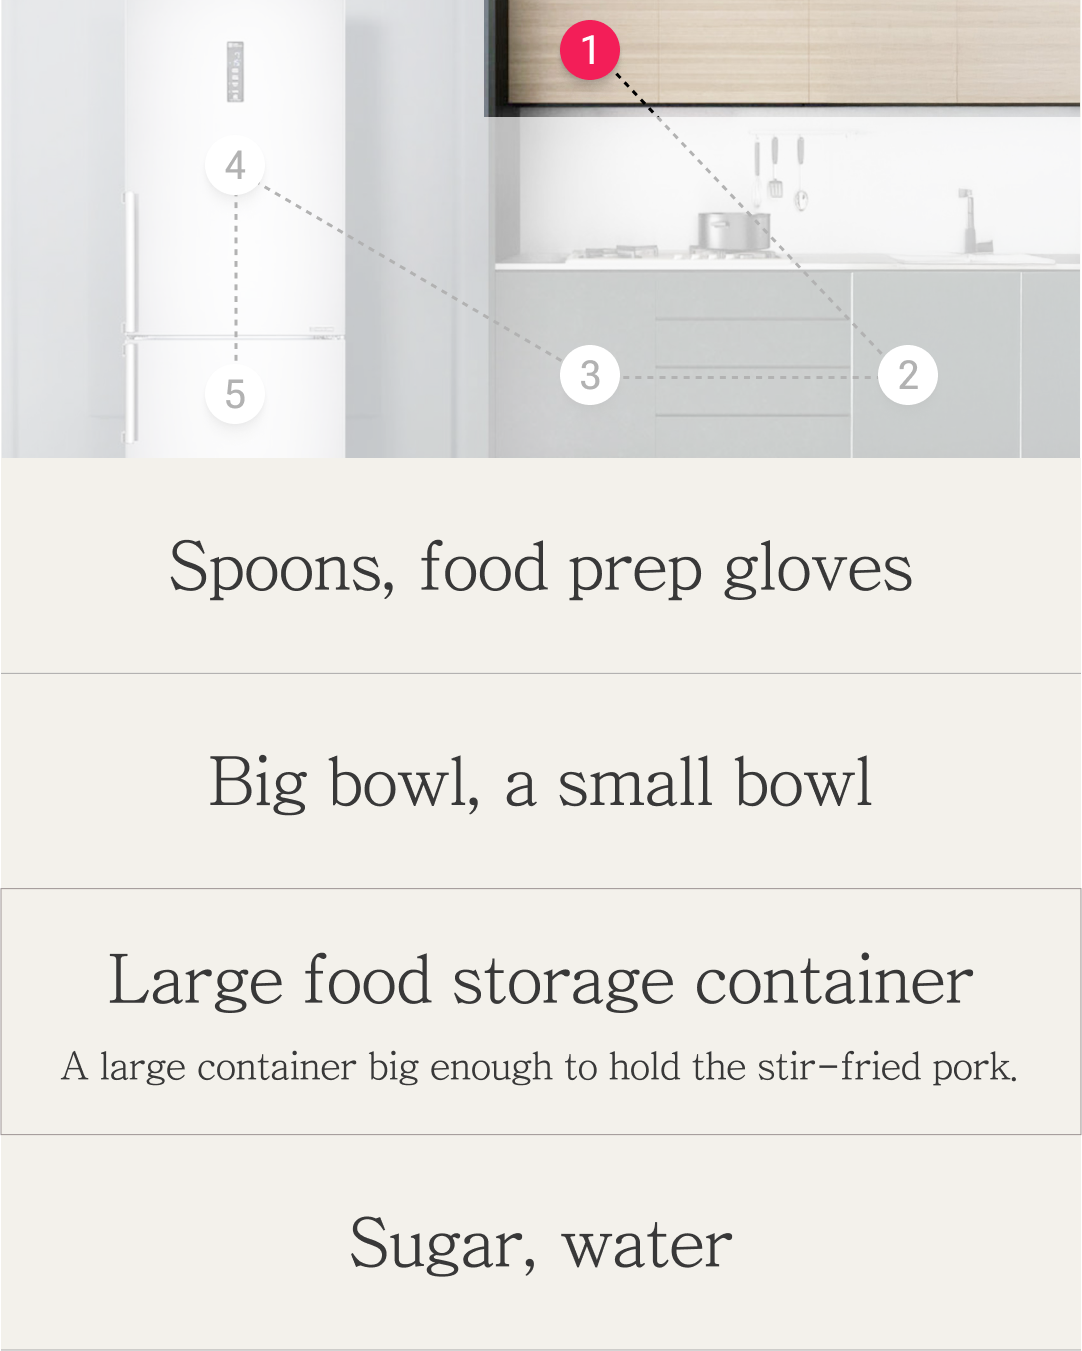 1
4
3
2
5
Spoons, food prep gloves
Big bowl, a small bowl
Large food storage container
A large container big enough to hold the stir-fried pork.
Sugar, water